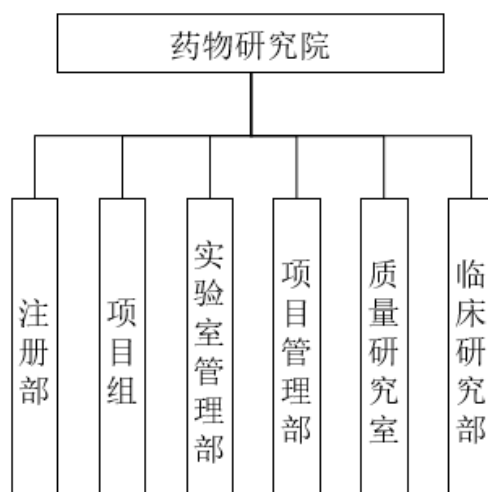 药物研究院
注册部
项目组
实验室管理部
项目管理部
质量研究室
临床研究部